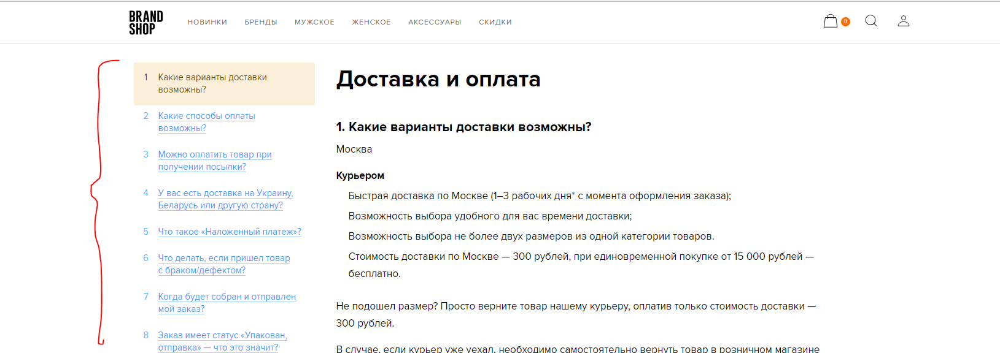 BRAND
SHOP
НОВИНКИ БРЕНДЫ МУЖСКОЕ ЖЕНСКОЕ АКСЕССУАРЫ СКИДКИ
0
1 Какие варианты доставки
возможны?
2 Какие способы оплаты
возможны?
3 Можно оплатить товар при
получении посылки?
4 У вас есть доставка на Украину,
Беларусь или другую страну?
5 Что такое «Наложенный платеж»?
6 Что делать, если пришел товар
с браком/дефектом?
7 Когда будет собран и отправлен
мой заказ?
8 Заказ имеет статус «Упакован,
отправка» — что это значит?
Доставка и оплата
1. Какие варианты доставки возможны?
Москва
Курьером
Быстрая доставка по Москве (1–3 рабочих дня* с момента оформления заказа);
Возможность выбора удобного для вас времени доставки;
Возможность выбора не более двух размеров из одной категории товаров.
Стоимость доставки по Москве — 300 рублей, при единовременной покупке от 15 000 рублей —
бесплатно.
Не подошел размер? Просто верните товар нашему курьеру, оплатив только стоимость доставки —
300 рублей.
В случае, если курьер уже уехал, необходимо самостоятельно вернуть товар в розничном магазине